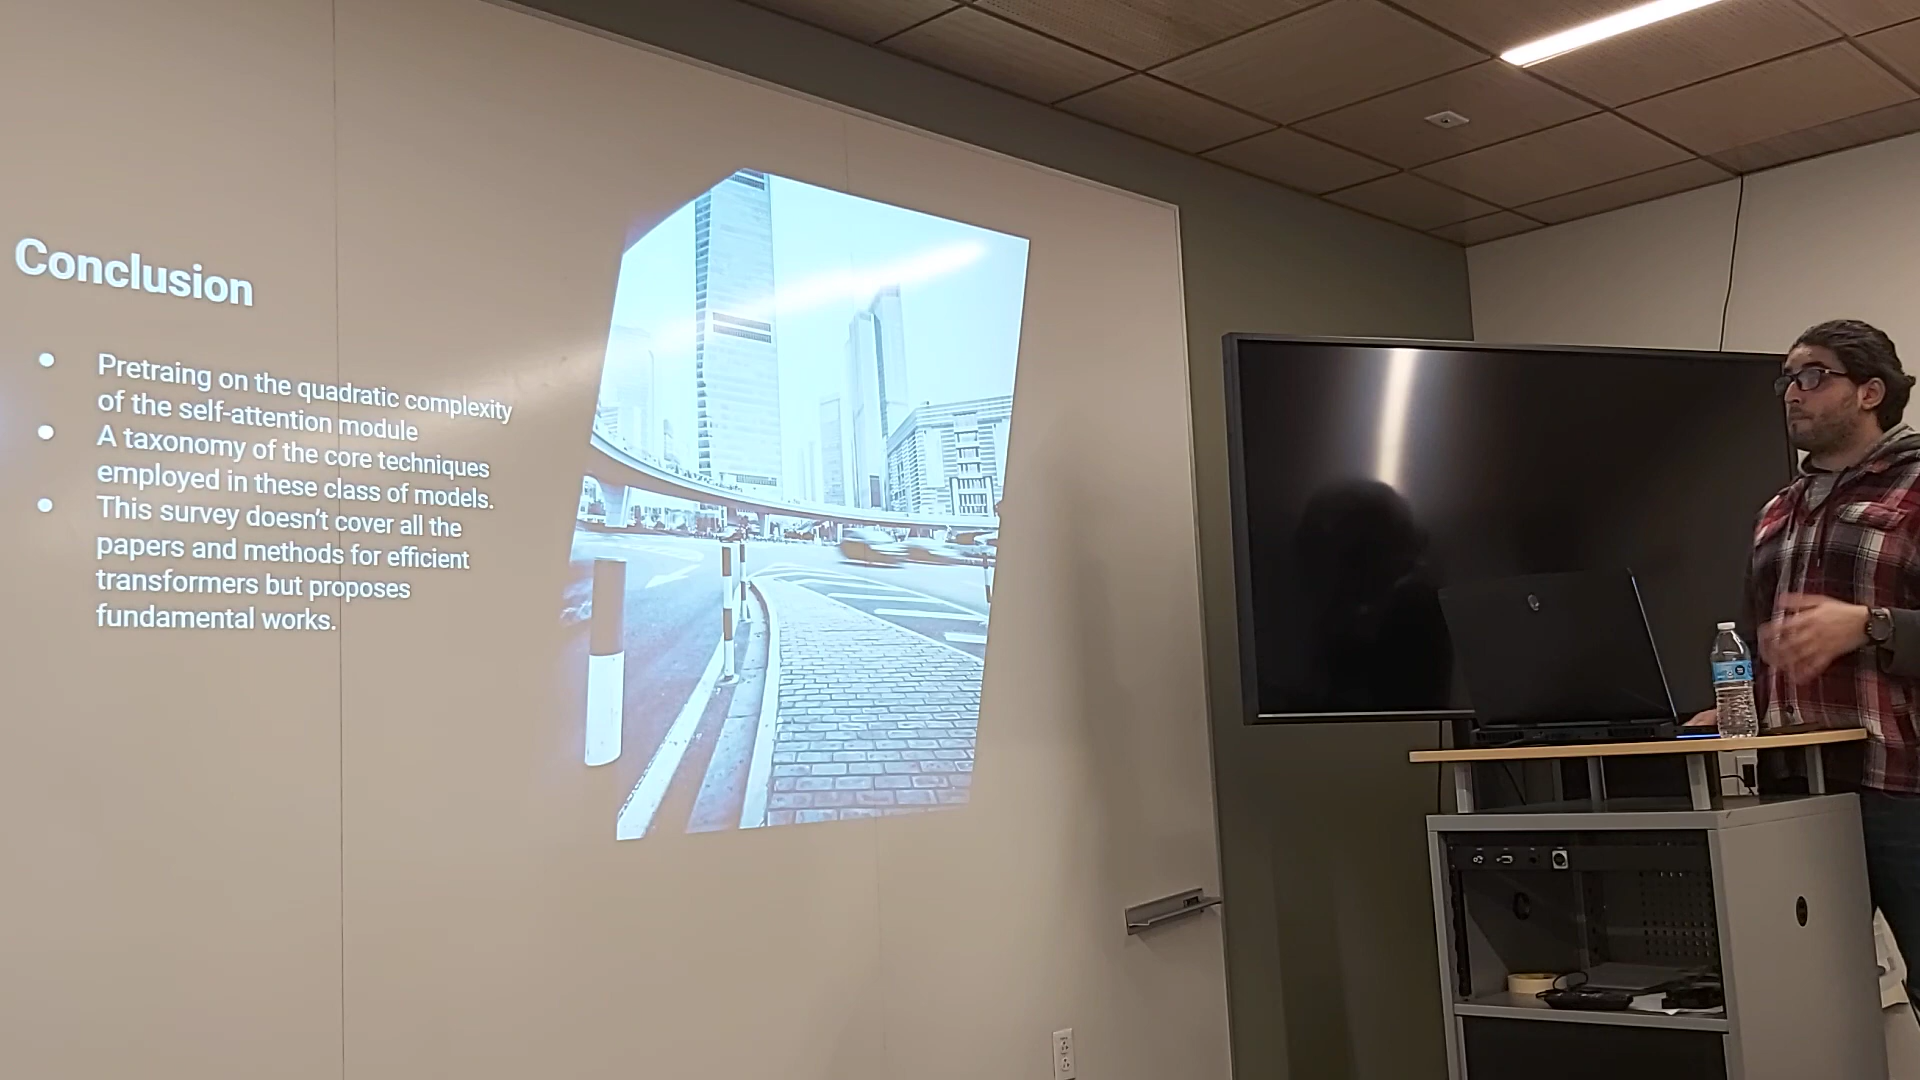 Conclusion
● Pretraing on the quadratic complexity
of the self-attention module
● A taxonomy of the core techniques
employed in these class of models.
● This survey doesn't cover all the
papers and methods for efficient
transformers but proposes
fundamental works.